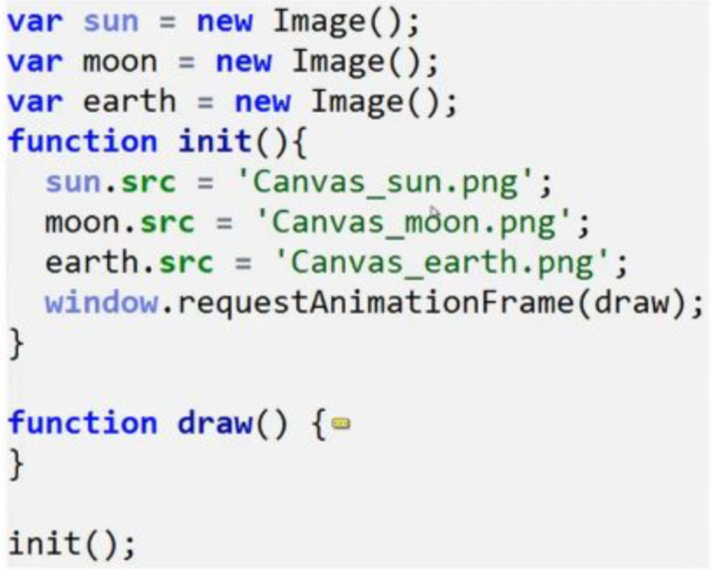 var sun = new Image();
var moon = new Image();
var earth = new Image();
function init(){
  sun.src = 'Canvas_sun.png';
  moon.src = 'Canvas_moon.png';
  earth.src = 'Canvas_earth.png';
  window.requestAnimationFrame(draw);
}

function draw() {
}

init();